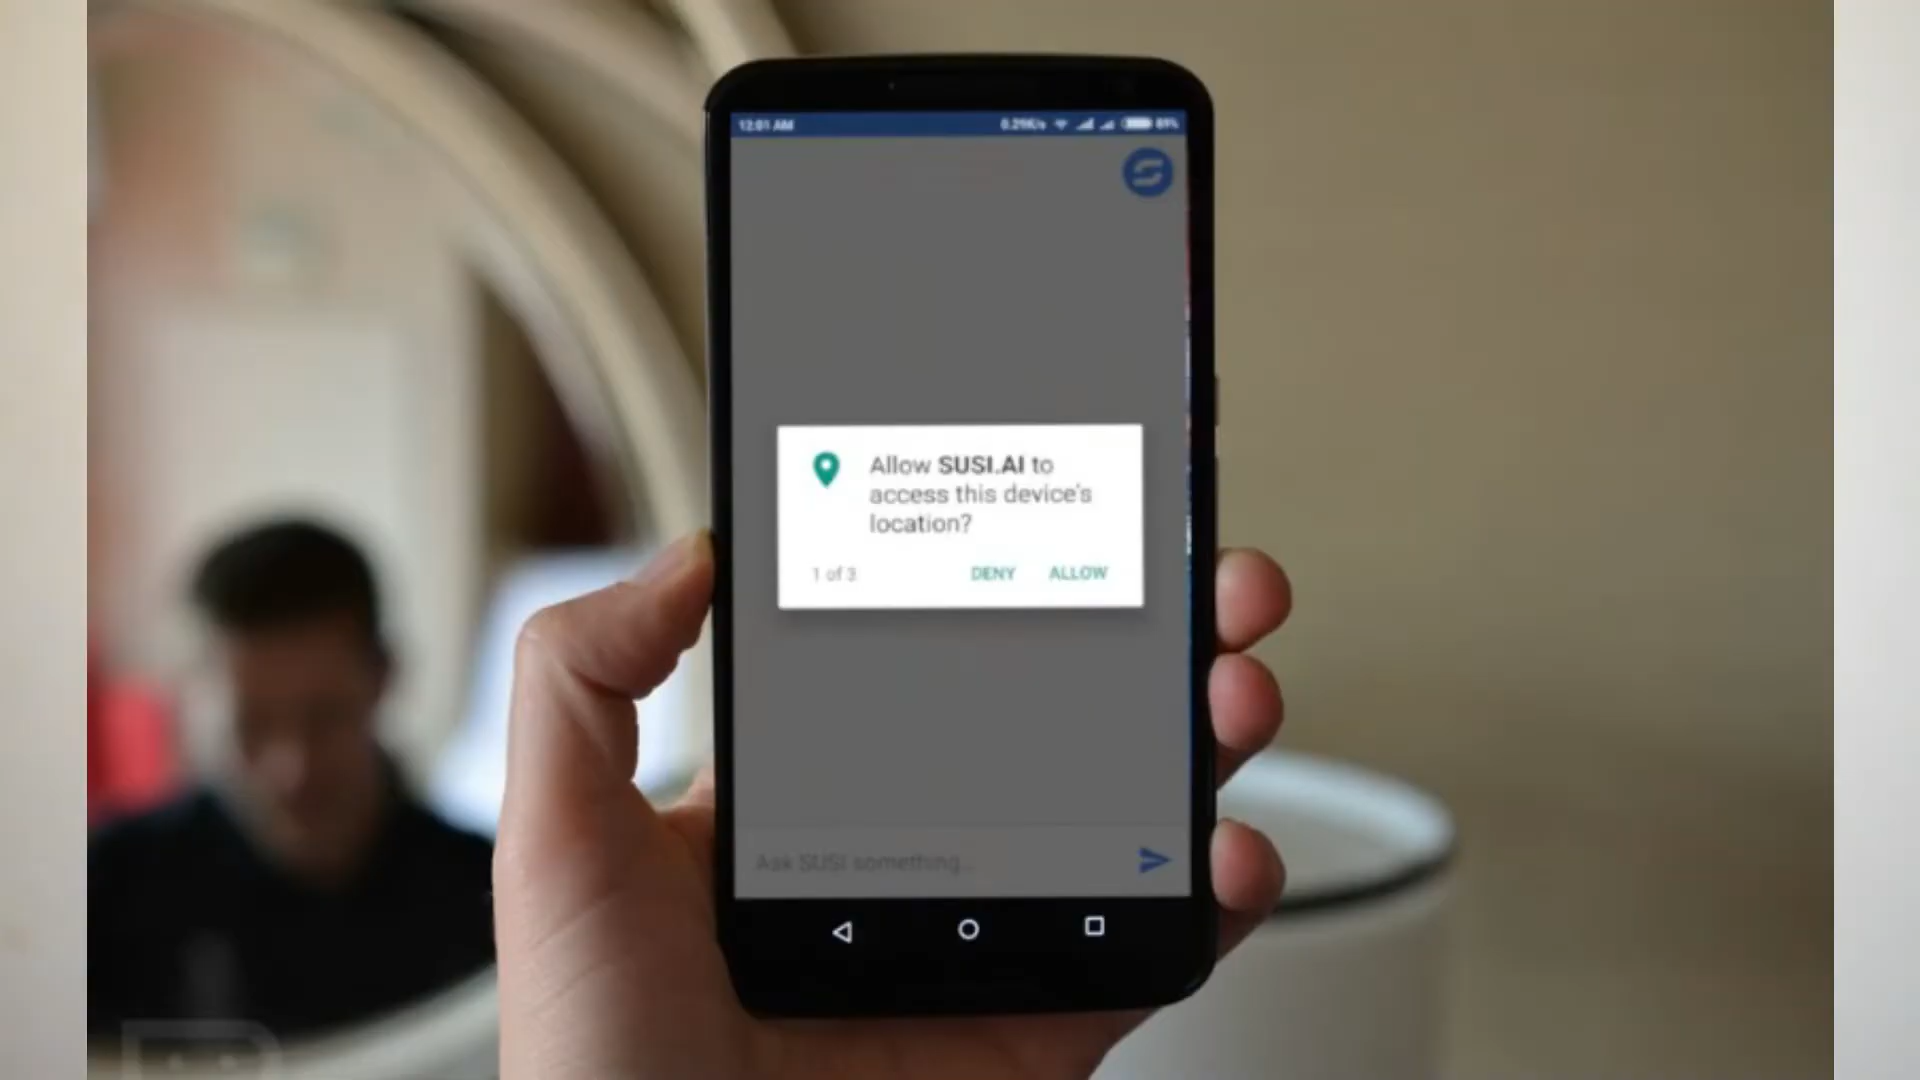 12:01 AM 89%
Allow SUSI.AI to
access this device's
location?
1 of 3 DENY ALLOW
Ask SUSI something...